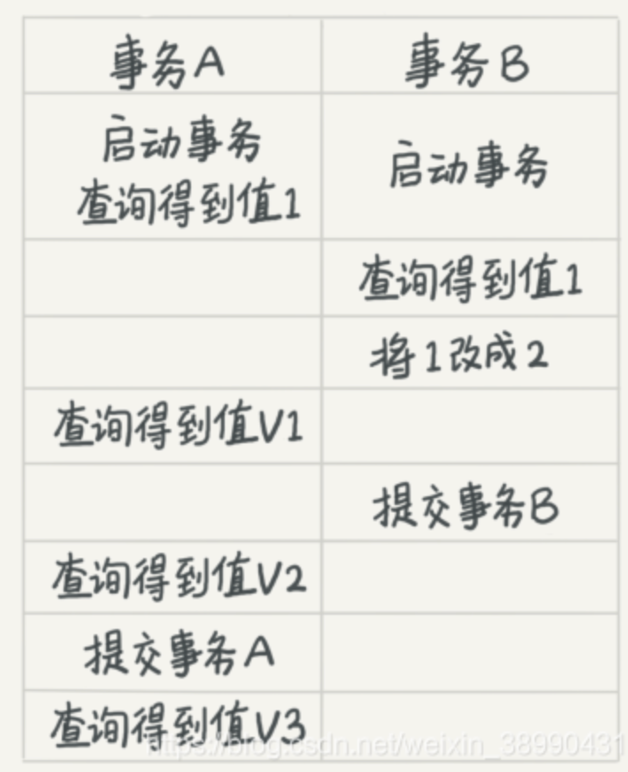 事务A 事务B
启动事务
查询得到值1
启动事务
查询得到值1
将1改成2
查询得到值V1
提交事务B
查询得到值V2
提交事务A
查询得到值V3
https://blog.csdn.net/weixin_38990431